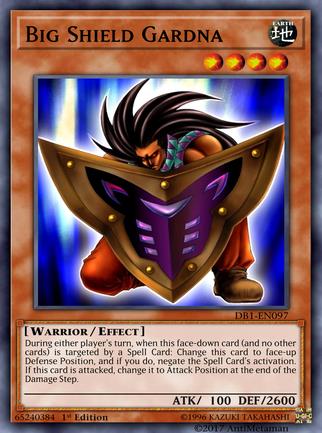 BIG SHIELD GARDNA
EARTH
地
DB1-EN097
[WARRIOR / EFFECT]
During either player's turn, when this face-down card (and no other
cards) is targeted by a Spell Card: Change this card to face-up
Defense Position, and if you do, negate the Spell Card's activation.
If this card is attacked, change it to Attack Position at the end of the
Damage Step.
ATK/ 100 DEF/2600
65240384 1st Edition ©1996 KAZUKI TAKAHASHI
©2017 AntiMetaman